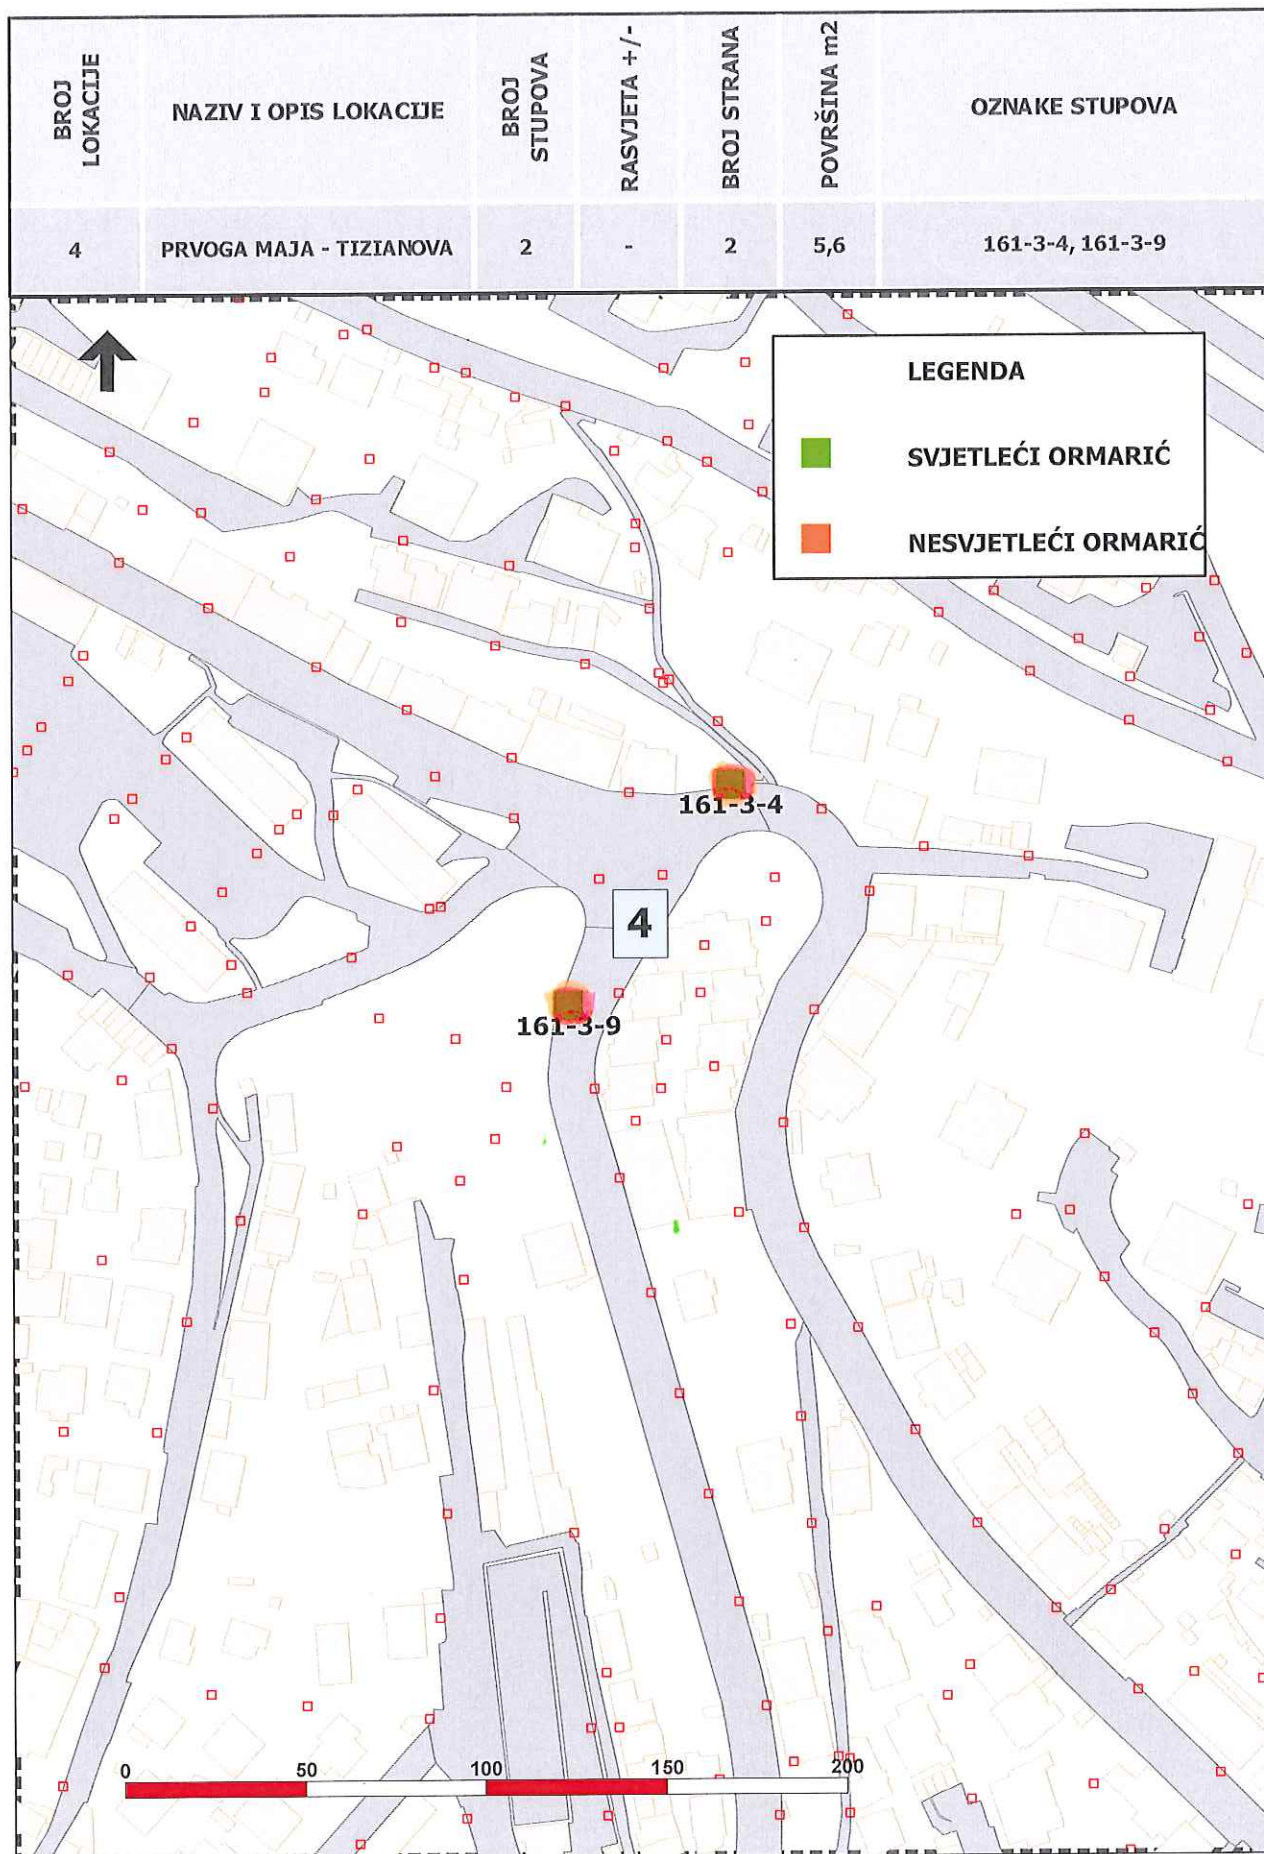 BROJ
LOKACIJE
NAZIV I OPIS LOKACIJE
BROJ
STUPOVA
RASVJETA +/-
BROJ STRANA
POVRŠINA m2
OZNAKE STUPOVA
4
PRVOGA MAJA - TIZIANOVA
2
-
2
5,6
161-3-4, 161-3-9
LEGENDA
SVJETLEĆI ORMARIĆ
NESVJETLEĆI ORMARIĆ
161-3-4
4
161-3-9
0
50
100
150
200